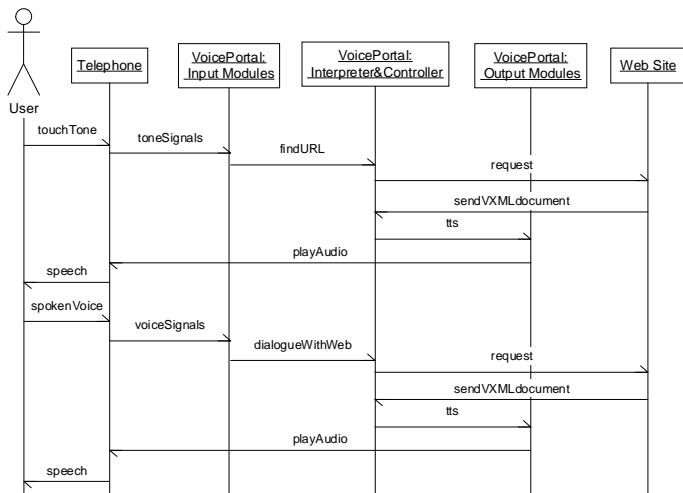 VoicePortal:
Input Modules
VoicePortal:
Interpreter&Controller
VoicePortal:
Output Modules
Telephone
Web Site
User
touchTone
toneSignals
findURL
request
sendVXMLdocument
tts
playAudio
speech
spokenVoice
voiceSignals
dialogueWithWeb
request
sendVXMLdocument
tts
playAudio
speech